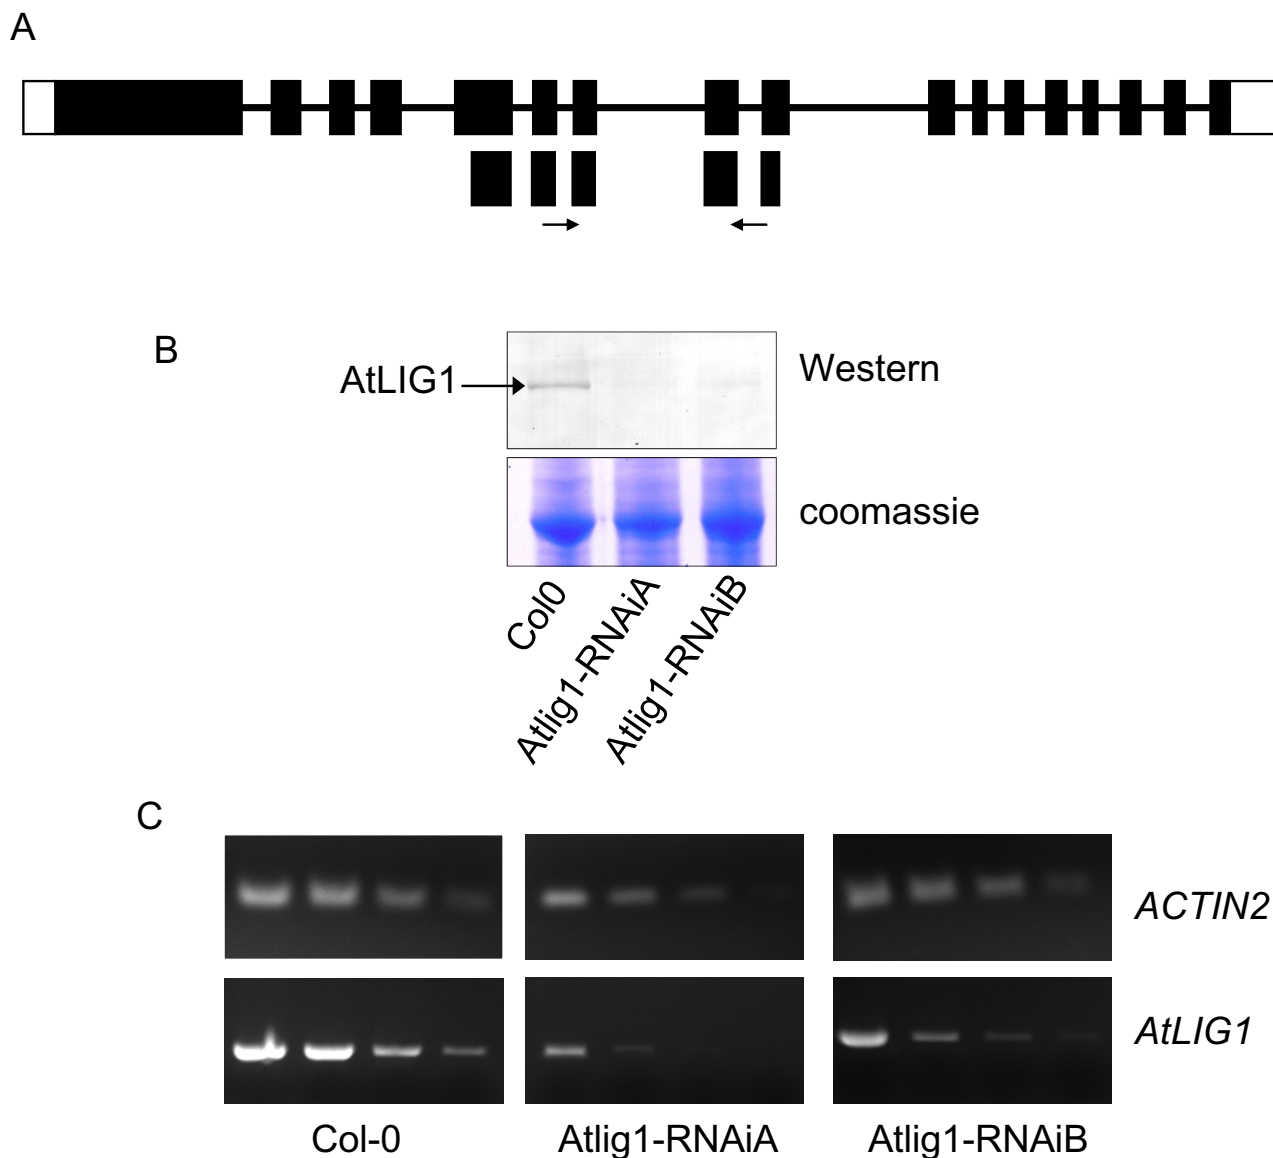 A
B
AtLIG1
Western
coomassie
Col0
Atlig1-RNAiA
Atlig1-RNAiB
C
ACTIN2
AtLIG1
Col-0
Atlig1-RNAiA
Atlig1-RNAiB